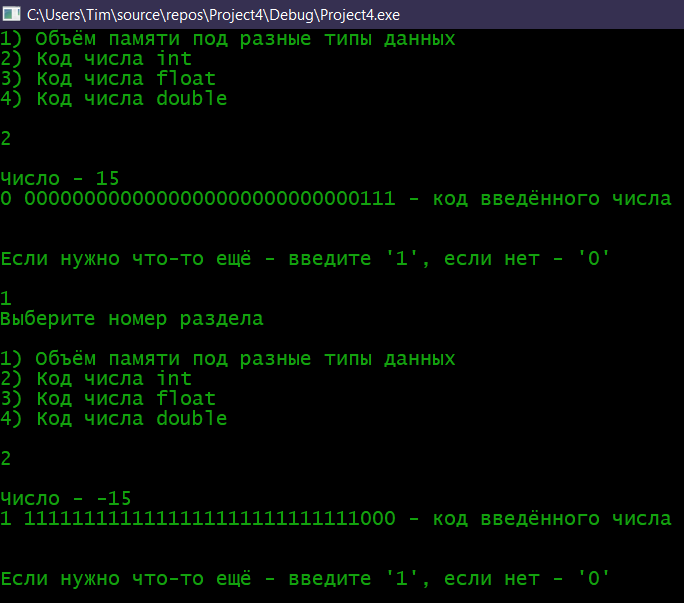 C:\Users\Tim\source\repos\Project4\Debug\Project4.exe
1) Объём памяти под разные типы данных
2) Код числа int
3) Код числа float
4) Код числа double
2
Число - 15
0 0000000000000000000000000000111 - код введённого числа
Если нужно что-то ещё - введите '1', если нет - '0'
1
Выберите номер раздела
1) Объём памяти под разные типы данных
2) Код числа int
3) Код числа float
4) Код числа double
2
Число - -15
1 1111111111111111111111111111000 - код введённого числа
Если нужно что-то ещё - введите '1', если нет - '0'